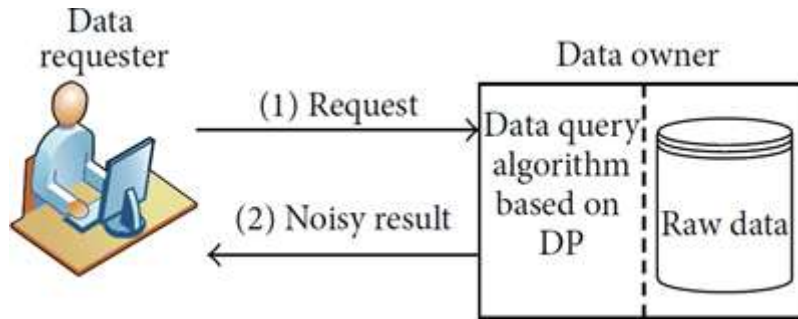 Data
requester
(1) Request
(2) Noisy result
Data owner
Data query
algorithm
based on
DP
Raw data